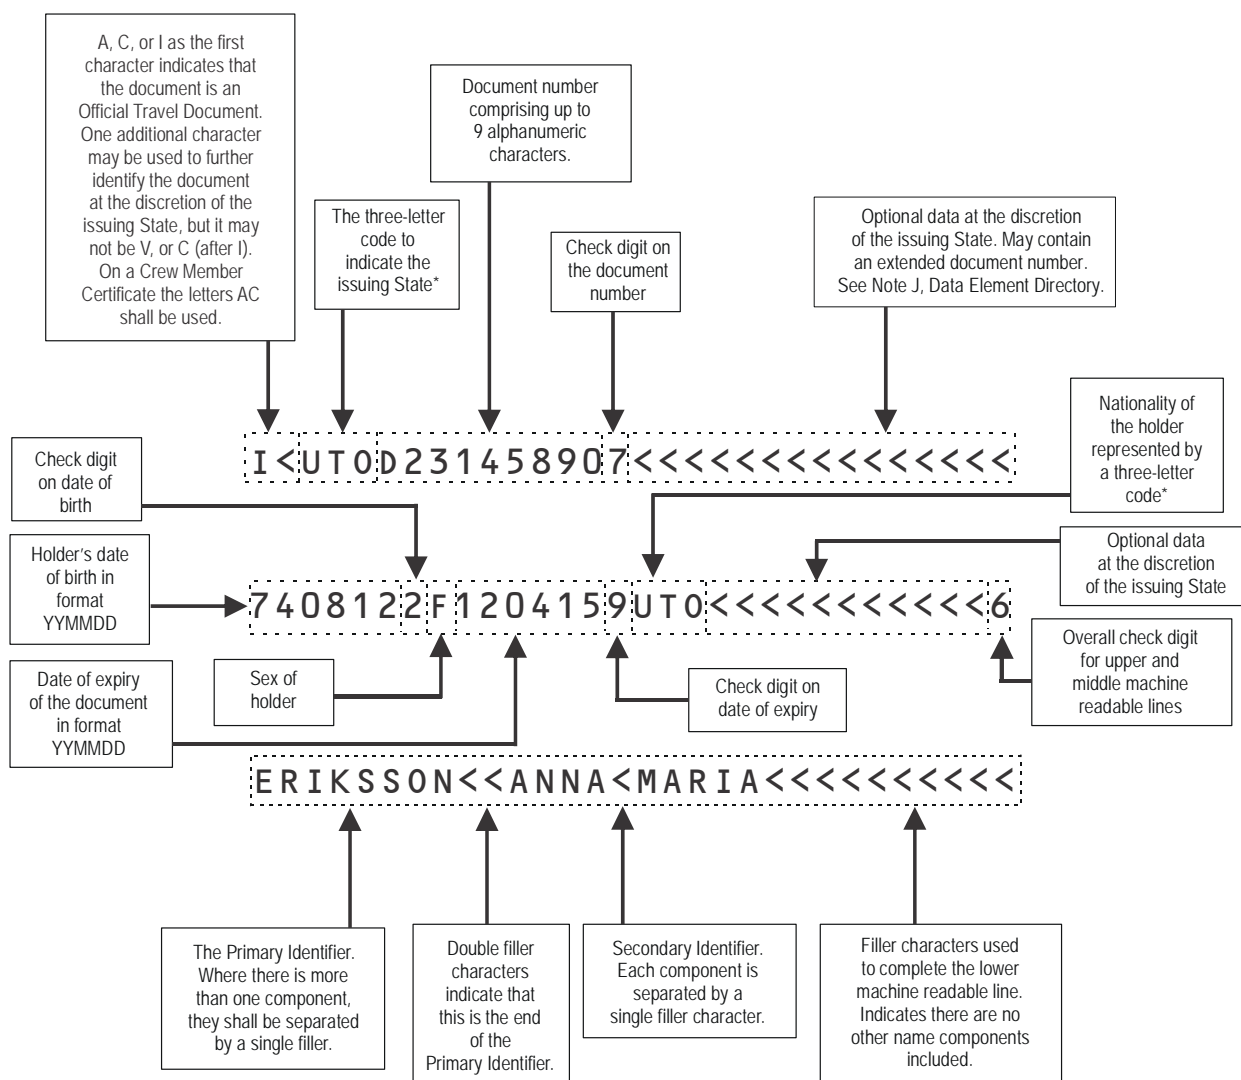 A, C, or I as the first
character indicates that
the document is an
Official Travel Document.
One additional character
may be used to further
identify the document
at the discretion of the
issuing State, but it may
not be V, or C (after I).
On a Crew Member
Certificate the letters AC
shall be used.
The three-letter
code to
indicate the
issuing State*
Document number
comprising up to
9 alphanumeric
characters.
Check digit on
the document
number
Optional data at the discretion
of the issuing State. May contain
an extended document number.
See Note J, Data Element Directory.
Nationality of
the holder
represented by
a three-letter
code*
I<UTOD231458907<<<<<<<<<<<<<<<
Check digit
on date of
birth
Holder's date
of birth in
format
YYMMDD
7408122F1204159UTO<<<<<<<<<<<6
Optional data
at the discretion
of the issuing State
Date of expiry
of the document
in format
YYMMDD
Sex of
holder
Check digit on
date of expiry
Overall check digit
for upper and
middle machine
readable lines
ERIKSSON<<ANNA<MARIA<<<<<<<<<<
The Primary Identifier.
Where there is more
than one component,
they shall be separated
by a single filler.
Double filler
characters
indicate that
this is the end
of the
Primary Identifier.
Secondary Identifier.
Each component is
separated by a
single filler character.
Filler characters used
to complete the lower
machine readable line.
Indicates there are no
other name components
included.